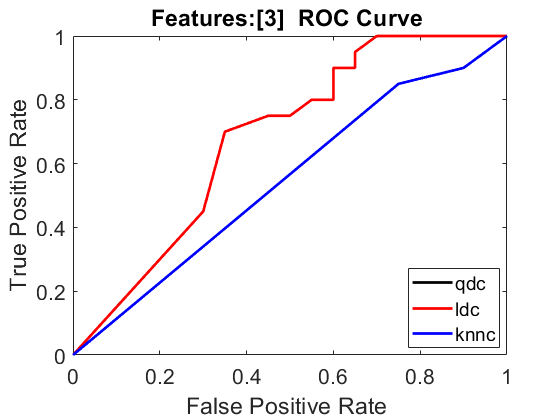 Features:[3] ROC Curve
True Positive Rate
1
0.8
0.6
0.4
0.2
0
0 0.2 0.4 0.6 0.8 1
False Positive Rate
qdc
ldc
knnc